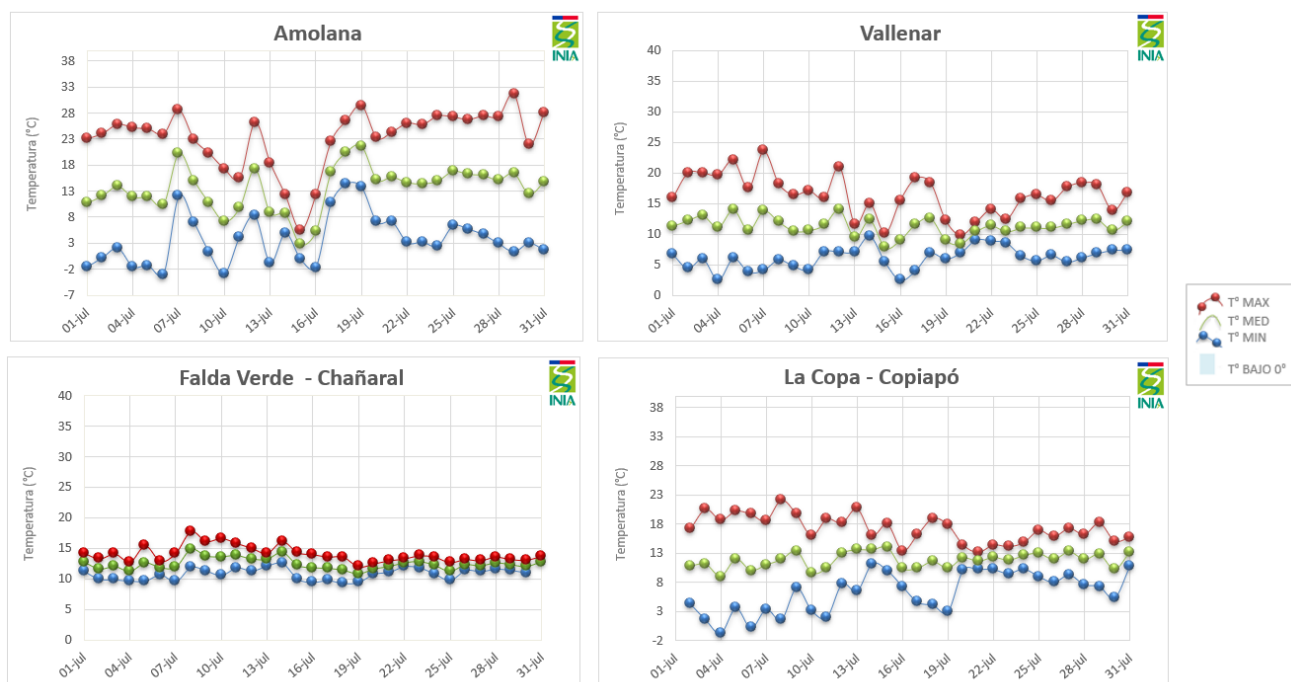 Amolana
INIA
Temperatura (°C)
38
33
28
23
18
13
8
3
-2
-7
01-jul
04-jul
07-jul
10-jul
13-jul
16-jul
19-jul
22-jul
25-jul
28-jul
31-jul
Vallenar
INIA
Temperatura (°C)
40
35
30
25
20
15
10
5
0
01-jul
04-jul
07-jul
10-jul
13-jul
16-jul
19-jul
22-jul
25-jul
28-jul
31-jul
T° MAX
T° MED
T° MIN
T° BAJO 0°
Falda Verde - Chañaral
INIA
Temperatura (°C)
40
35
30
25
20
15
10
5
0
01-jul
04-jul
07-jul
10-jul
13-jul
16-jul
19-jul
22-jul
25-jul
28-jul
31-jul
La Copa - Copiapó
INIA
Temperatura (°C)
38
33
28
23
18
13
8
3
-2
01-jul
04-jul
07-jul
10-jul
13-jul
16-jul
19-jul
22-jul
25-jul
28-jul
31-jul